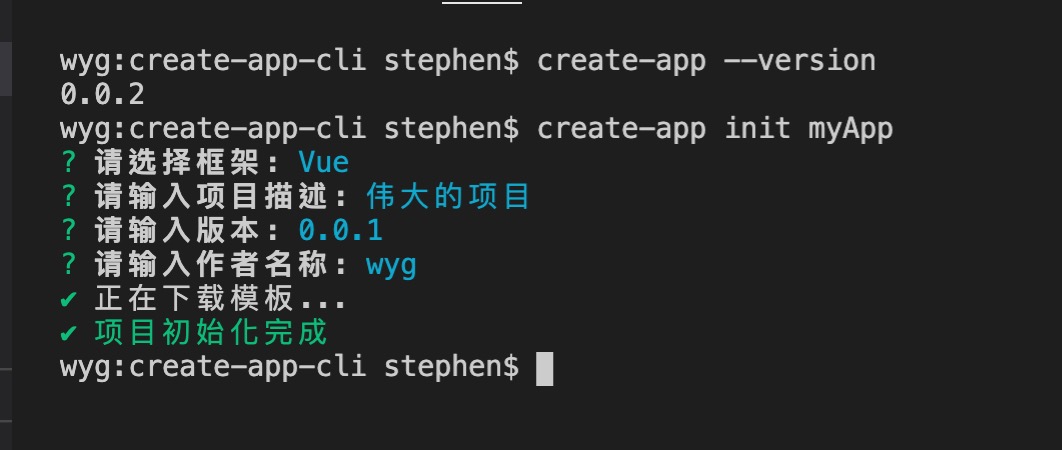 wyg:create-app-cli stephen$ create-app --version
0.0.2
wyg:create-app-cli stephen$ create-app init myApp
? 请选择框架: Vue
? 请输入项目描述: 伟大的项目
? 请输入版本: 0.0.1
? 请输入作者名称: wyg
✔ 正在下载模板...
✔ 项目初始化完成
wyg:create-app-cli stephen$